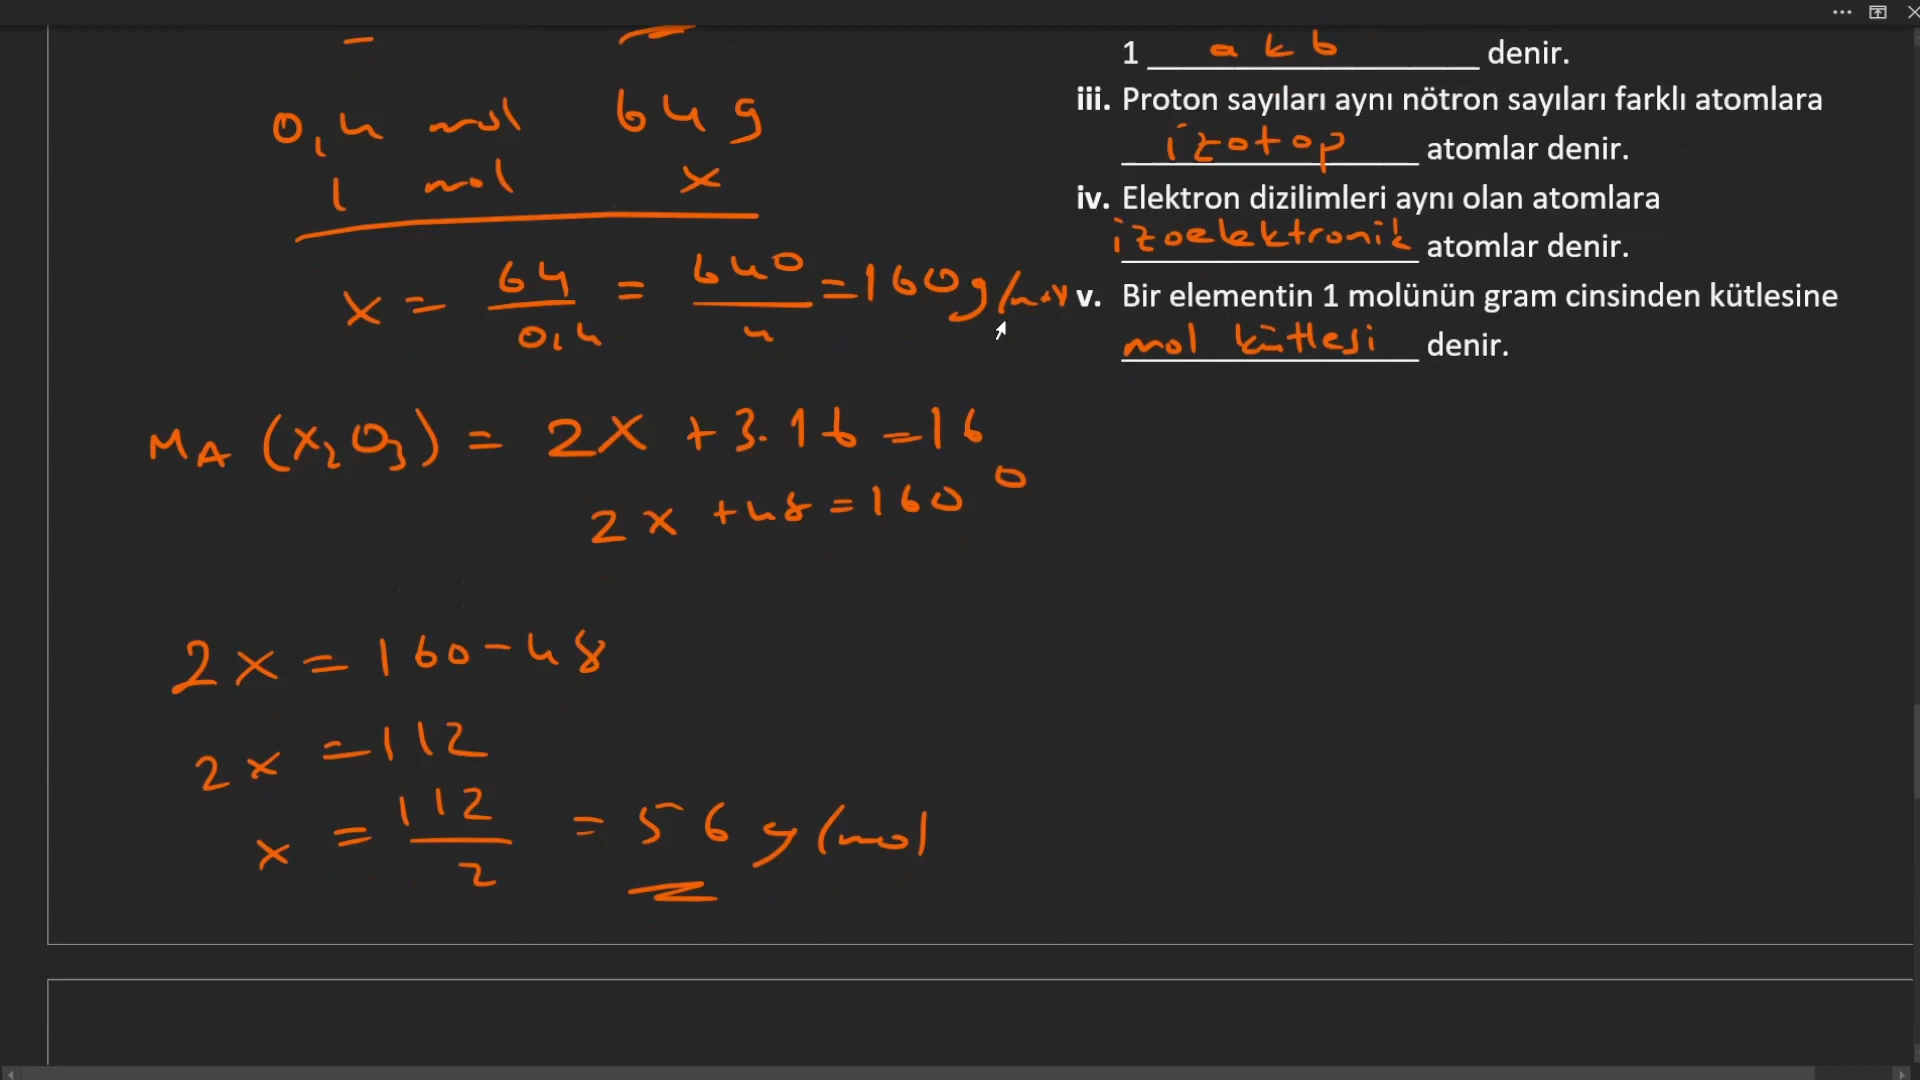 0,4 mol 64 g
1 mol x
x = 64/0,4 = 640/4 = 160 g/mol
MA (X2O3) = 2X + 3.16 = 160
2x + 48 = 160
2x = 160 - 48
2x = 112
x = 112/2 = 56 g/mol
1 akb denir.
iii. Proton sayıları aynı nötron sayıları farklı atomlara
izotop atomlar denir.
iv. Elektron dizilimleri aynı olan atomlara
izoelektronik atomlar denir.
v. Bir elementin 1 molünün gram cinsinden kütlesine
mol kütlesi denir.